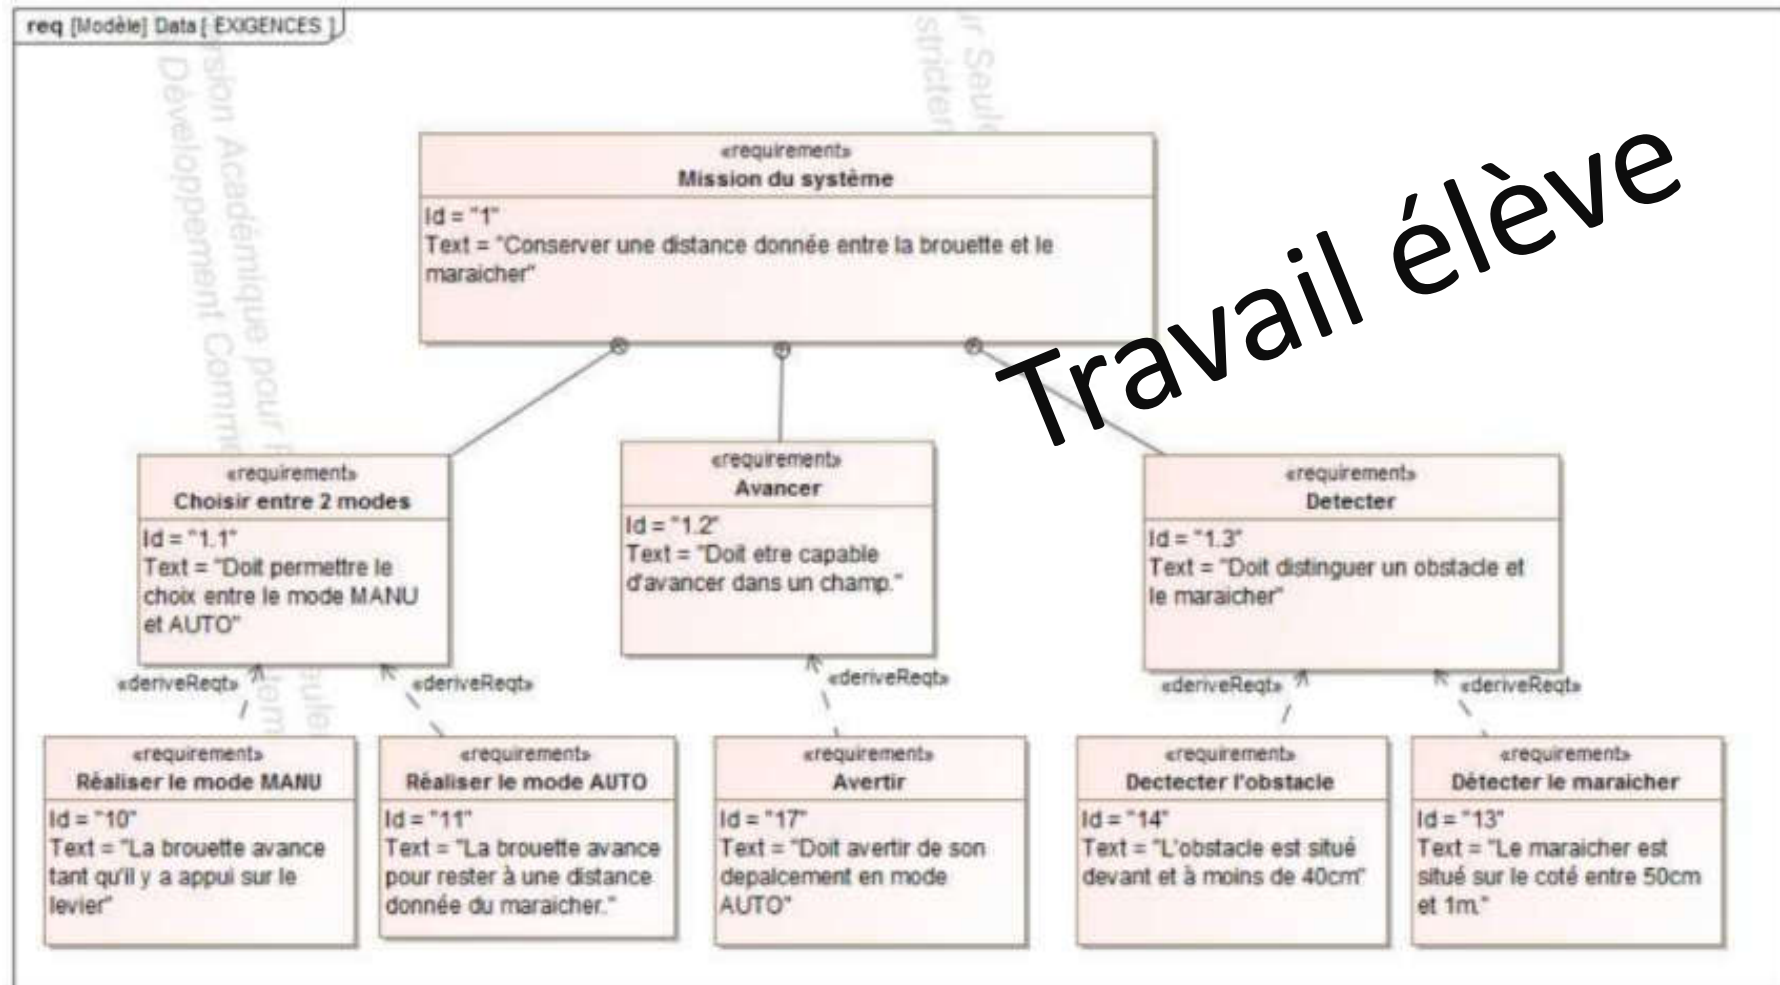 req [Modèle] Data [ EXIGENCES ]
«requirement»
Mission du système
Id = "1"
Text = "Conserver une distance donnée entre la brouette et le
maraicher"
Travail élève
«requirement»
Choisir entre 2 modes
Id = "1.1"
Text = "Doit permettre le
choix entre le mode MANU
et AUTO"
«requirement»
Avancer
Id = "1.2"
Text = "Doit etre capable
d'avancer dans un champ."
«requirement»
Detecter
Id = "1.3"
Text = "Doit distinguer un obstacle et
le maraicher"
«deriveReqt»
«deriveReqt»
«deriveReqt»
«deriveReqt»
«deriveReqt»
«requirement»
Réaliser le mode MANU
Id = "10"
Text = "La brouette avance
tant qu'il y a appui sur le
levier"
«requirement»
Réaliser le mode AUTO
Id = "11"
Text = "La brouette avance
pour rester à une distance
donnée du maraicher."
«requirement»
Avertir
Id = "17"
Text = "Doit avertir de son
depalcement en mode
AUTO"
«requirement»
Dectecter l'obstacle
Id = "14"
Text = "L'obstacle est situé
devant et à moins de 40cm"
«requirement»
Détecter le maraicher
Id = "13"
Text = "Le maraicher est
situé sur le coté entre 50cm
et 1m."
Académique pour
Développement